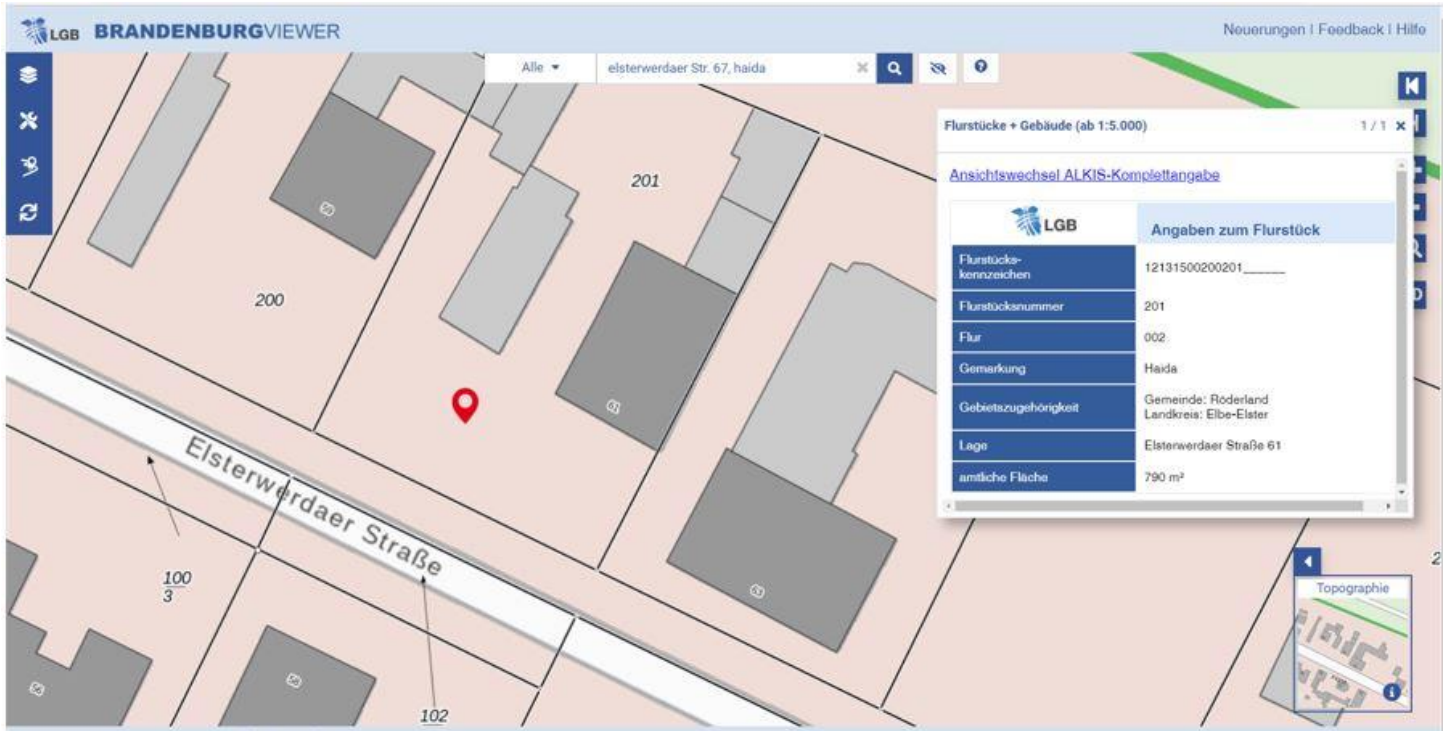 LGB BRANDENBURGVIEWER
Neuerungen | Feedback | Hilfe
Alle
elsterwerdaer Str. 67, haida
Flurstücke + Gebäude (ab 1:5.000)
1 / 1
Ansichtswechsel ALKIS-Komplettangabe
LGB
Angaben zum Flurstück
Flurstücks-
kennzeichen
12131500200201______
Flurstücksnummer
201
Flur
002
Gemarkung
Haida
Gebietszugehörigkeit
Gemeinde: Röderland
Landkreis: Elbe-Elster
Lage
Elsterwerdaer Straße 61
amtliche Fläche
790 m²
201
200
Elsterwerdaer Straße
100
3
102
2
Topographie